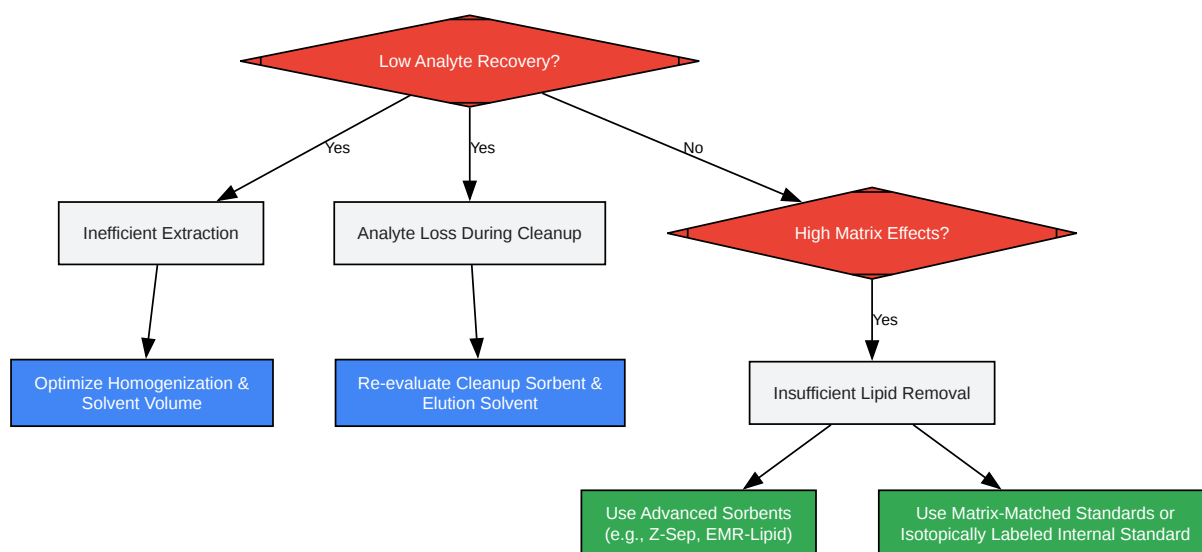 Low Analyte Recovery?
Yes
Yes
No
Inefficient Extraction
Analyte Loss During Cleanup
High Matrix Effects?
Yes
Optimize Homogenization &
Solvent Volume
Re-evaluate Cleanup Sorbent &
Elution Solvent
Insufficient Lipid Removal
Use Advanced Sorbents
(e.g., Z-Sep, EMR-Lipid)
Use Matrix-Matched Standards or
Isotopically Labeled Internal Standard